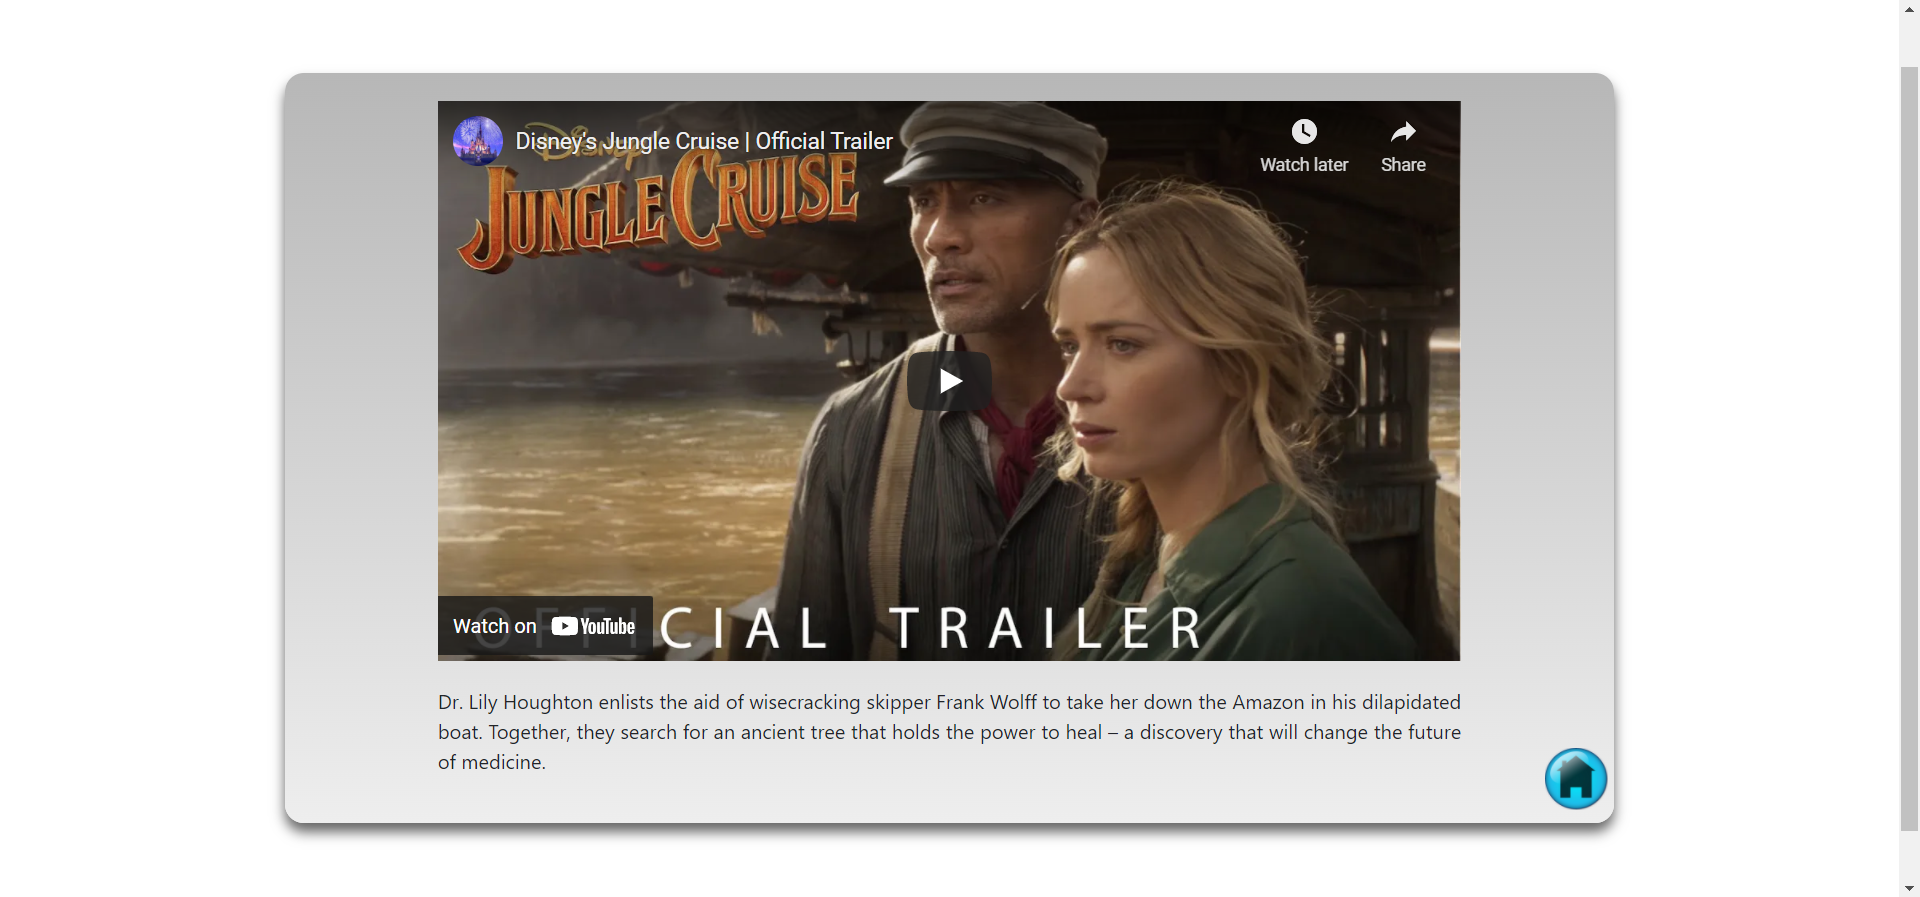 Disney's Jungle Cruise | Official Trailer
Watch later
Share
DISNEY
JUNGLE CRUISE
Watch on YouTube
OFFICIAL TRAILER
Dr. Lily Houghton enlists the aid of wisecracking skipper Frank Wolff to take her down the Amazon in his dilapidated
boat. Together, they search for an ancient tree that holds the power to heal – a discovery that will change the future
of medicine.